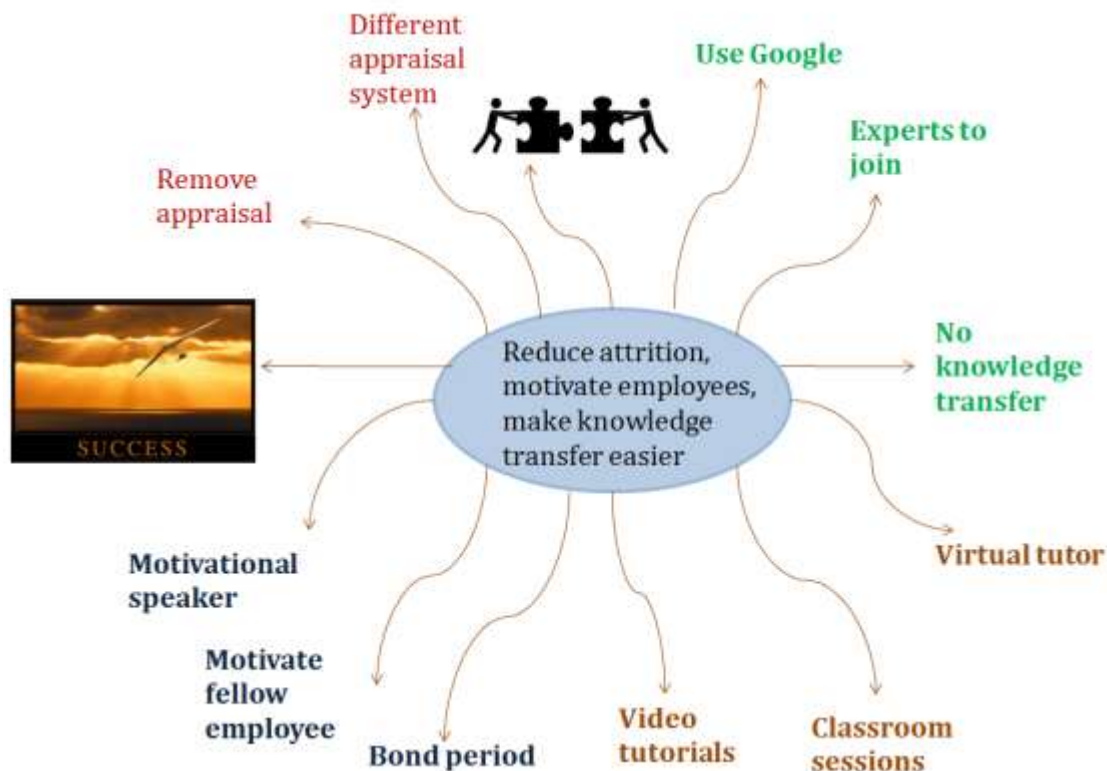 Different
appraisal
system
Use Google
Experts to
join
Remove
appraisal
SUCCESS
Reduce attrition,
motivate employees,
make knowledge
transfer easier
No
knowledge
transfer
Virtual tutor
Motivational
speaker
Motivate
fellow
employee
Bond period
Video
tutorials
Classroom
sessions